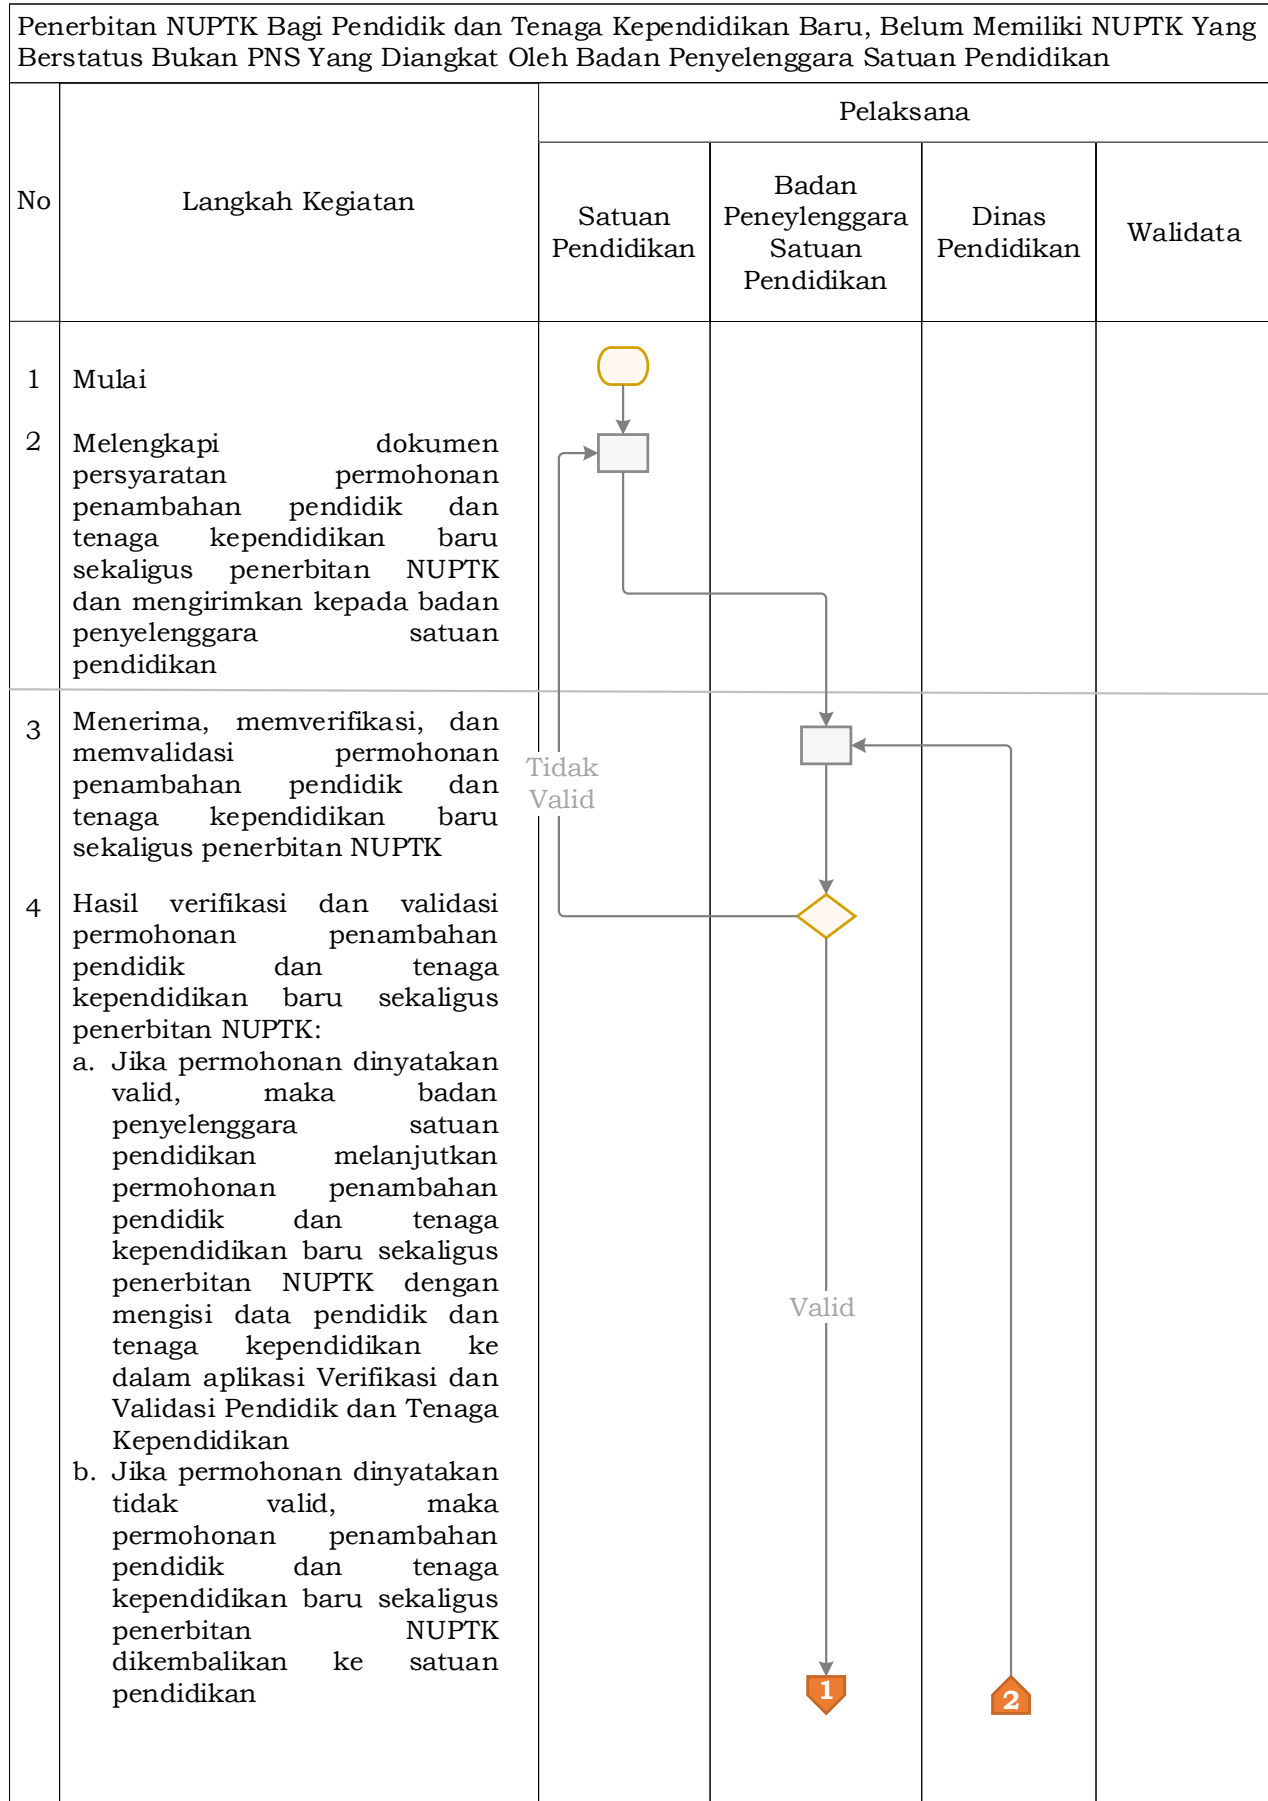 Penerbitan NUPTK Bagi Pendidik dan Tenaga Kependidikan Baru, Belum Memiliki NUPTK Yang
Berstatus Bukan PNS Yang Diangkat Oleh Badan Penyelenggara Satuan Pendidikan
No
Langkah Kegiatan
Pelaksana
Satuan
Pendidikan
Badan
Peneylenggara
Satuan
Pendidikan
Dinas
Pendidikan
Walidata
1
Mulai
2
Melengkapi dokumen
persyaratan permohonan
penambahan pendidik dan
tenaga kependidikan baru
sekaligus penerbitan NUPTK
dan mengirimkan kepada badan
penyelenggara satuan
pendidikan
3
Menerima, memverifikasi, dan
memvalidasi permohonan
penambahan pendidik dan
tenaga kependidikan baru
sekaligus penerbitan NUPTK
Tidak
Valid
4
Hasil verifikasi dan validasi
permohonan penambahan
pendidik dan tenaga
kependidikan baru sekaligus
penerbitan NUPTK:
a. Jika permohonan dinyatakan
valid, maka badan
penyelenggara satuan
pendidikan melanjutkan
permohonan penambahan
pendidik dan tenaga
kependidikan baru sekaligus
penerbitan NUPTK dengan
mengisi data pendidik dan
tenaga kependidikan ke
dalam aplikasi Verifikasi dan
Validasi Pendidik dan Tenaga
Kependidikan
b. Jika permohonan dinyatakan
tidak valid, maka
permohonan penambahan
pendidik dan tenaga
kependidikan baru sekaligus
penerbitan NUPTK
dikembalikan ke satuan
pendidikan
Valid
1
2